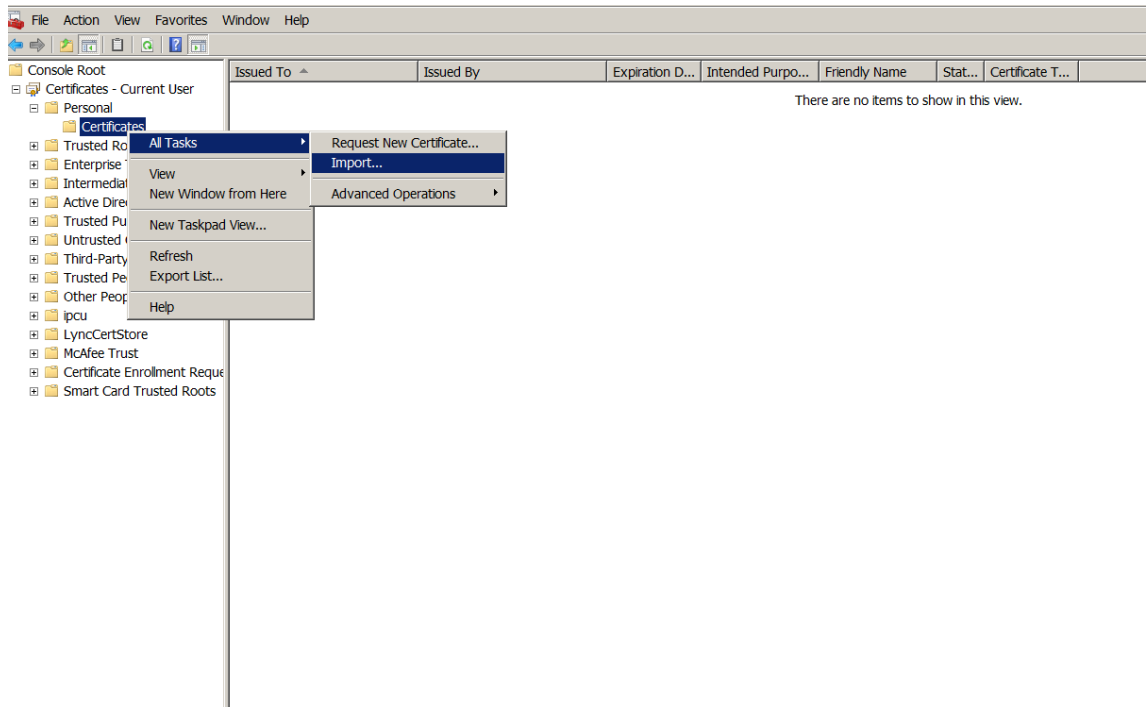 File Action View Favorites Window Help
Console Root
Certificates - Current User
Personal
Certificates
Trusted Ro
Enterprise
Intermediat
Active Dire
Trusted Pu
Untrusted
Third-Party
Trusted Pe
Other Peop
ipcu
LyncCertStore
McAfee Trust
Certificate Enrollment Reque
Smart Card Trusted Roots
All Tasks
View
New Window from Here
New Taskpad View...
Refresh
Export List...
Help
Request New Certificate...
Import...
Advanced Operations
Issued To Issued By Expiration D... Intended Purpo... Friendly Name Stat... Certificate T...
There are no items to show in this view.